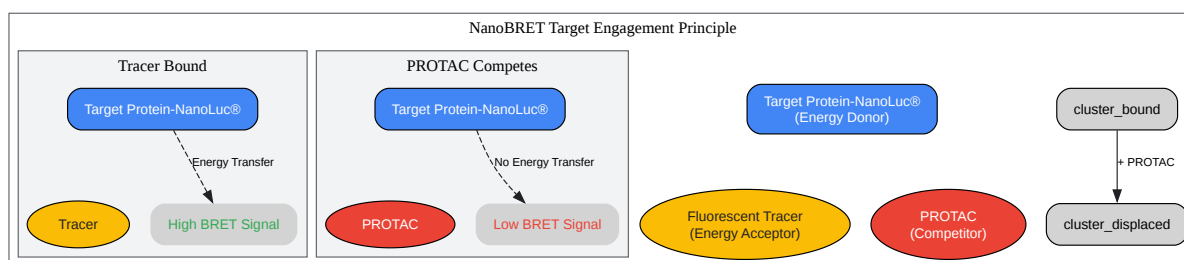 NanoBRET Target Engagement Principle
Tracer Bound
Target Protein-NanoLuc®
Energy Transfer
Tracer
High BRET Signal
PROTAC Competes
Target Protein-NanoLuc®
No Energy Transfer
PROTAC
Low BRET Signal
Target Protein-NanoLuc®
(Energy Donor)
Fluorescent Tracer
(Energy Acceptor)
PROTAC
(Competitor)
cluster_bound
+ PROTAC
cluster_displaced